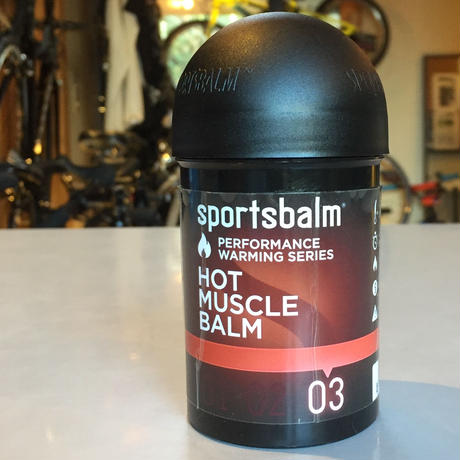 sportsbalm®
PERFORMANCE
WARMING SERIES
HOT
MUSCLE
BALM
03